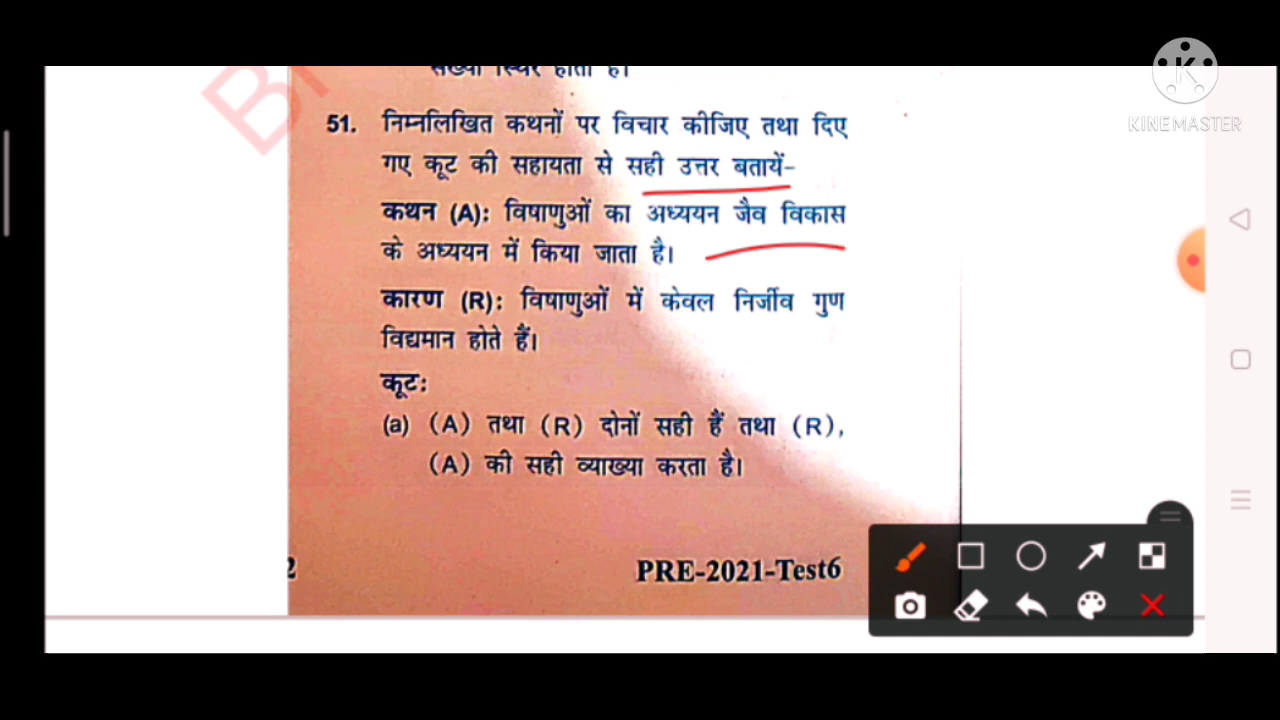 संख्या स्थिर होती है।
51. निम्नलिखित कथनों पर विचार कीजिए तथा दिए
गए कूट की सहायता से सही उत्तर बतायें-
कथन (A): विषाणुओं का अध्ययन जैव विकास
के अध्ययन में किया जाता है।
कारण (R): विषाणुओं में केवल निर्जीव गुण
विद्यमान होते हैं।
कूट:
(a) (A) तथा (R) दोनों सही हैं तथा (R),
(A) की सही व्याख्या करता है।
2
PRE-2021-Test6
K
KINEMASTER